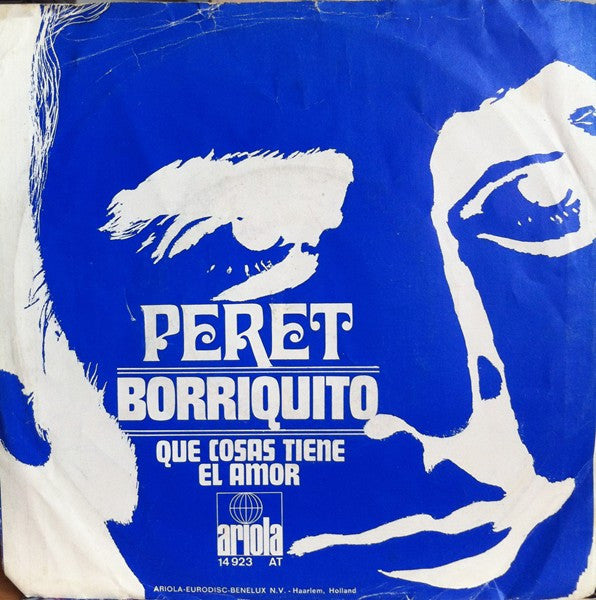 PERET
BORRIQUITO
QUE COSAS TIENE
EL AMOR
ariola
14 923 AT
ARIOLA-EURODISC-BENELUX N.V. - Haarlem, Holland